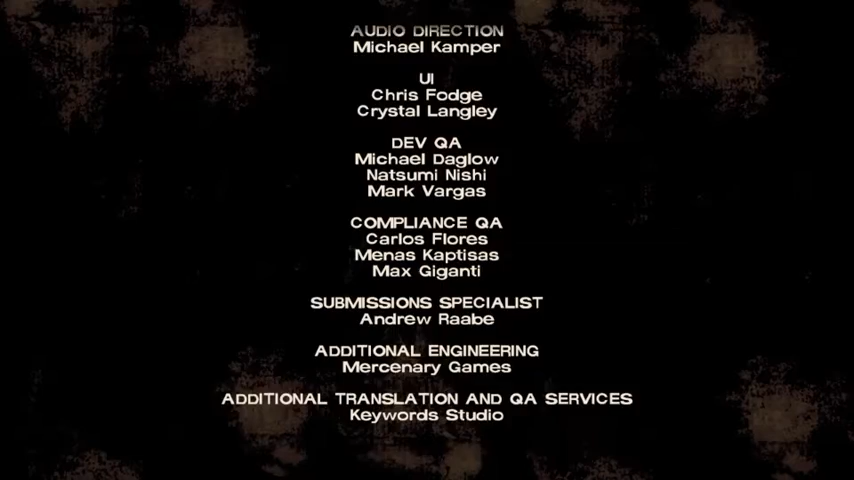 AUDIO DIRECTION
Michael Kamper
UI
Chris Fodge
Crystal Langley
DEV QA
Michael Daglow
Natsumi Nishi
Mark Vargas
COMPLIANCE QA
Carlos Flores
Menas Kaptisas
Max Giganti
SUBMISSIONS SPECIALIST
Andrew Raabe
ADDITIONAL ENGINEERING
Mercenary Games
ADDITIONAL TRANSLATION AND QA SERVICES
Keywords Studio